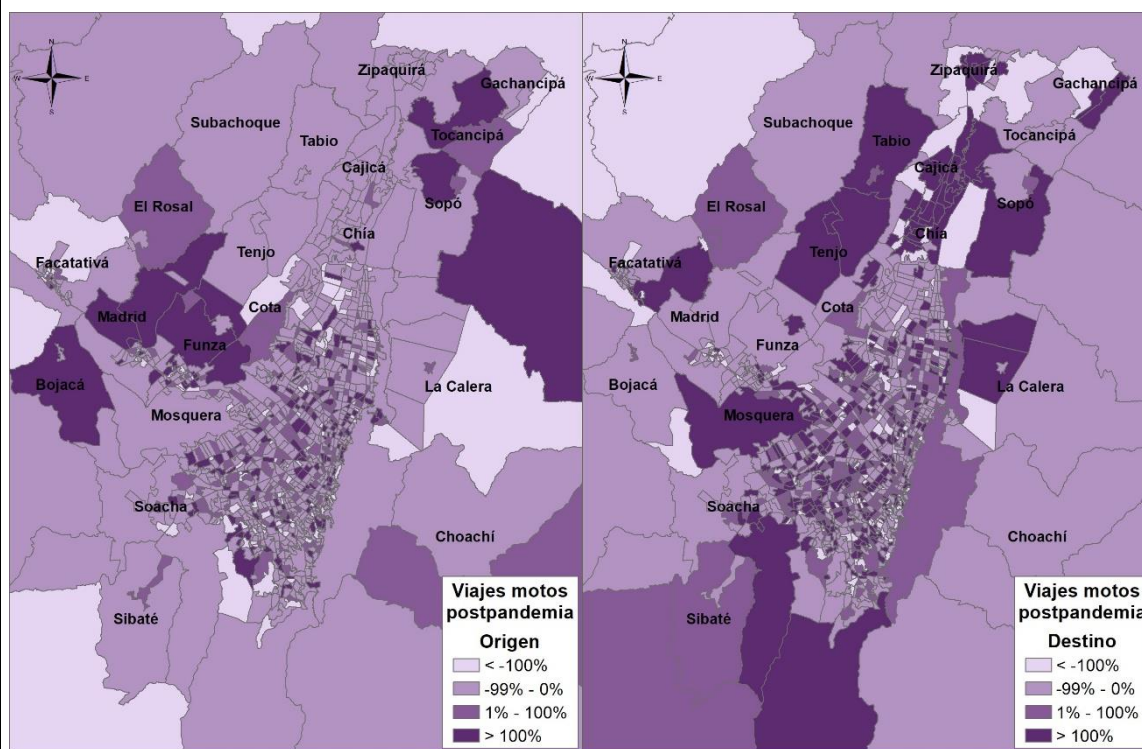 N
W E
S
Zipaquirá
Gachancipá
Subachoque
Tabio
Tocancipá
Cajicá
El Rosal
Sopó
Tenjo
Chía
Facatativá
Cota
Madrid
Funza
Bojacá
La Calera
Mosquera
Soacha
Choachí
Sibaté
Viajes motos
postpandemia
Origen
< -100%
-99% - 0%
1% - 100%
> 100%
N
W E
S
Zipaquirá
Gachancipá
Subachoque
Tabio
Tocancipá
Cajicá
El Rosal
Sopó
Tenjo
Chía
Facatativá
Cota
Madrid
Funza
Bojacá
La Calera
Mosquera
Soacha
Choachí
Sibaté
Viajes motos
postpandemia
Destino
< -100%
-99% - 0%
1% - 100%
> 100%